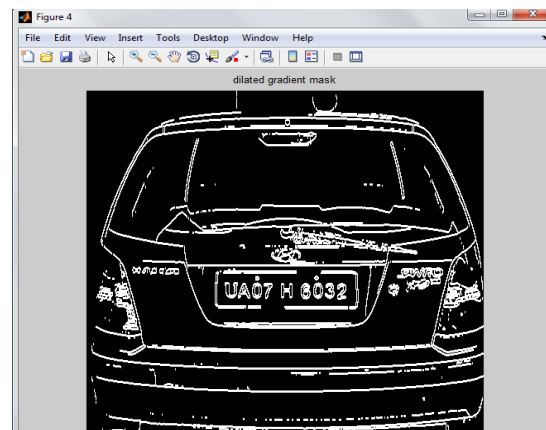 Figure 4
File Edit View Insert Tools Desktop Window Help
dilated gradient mask
UA07 H 6032